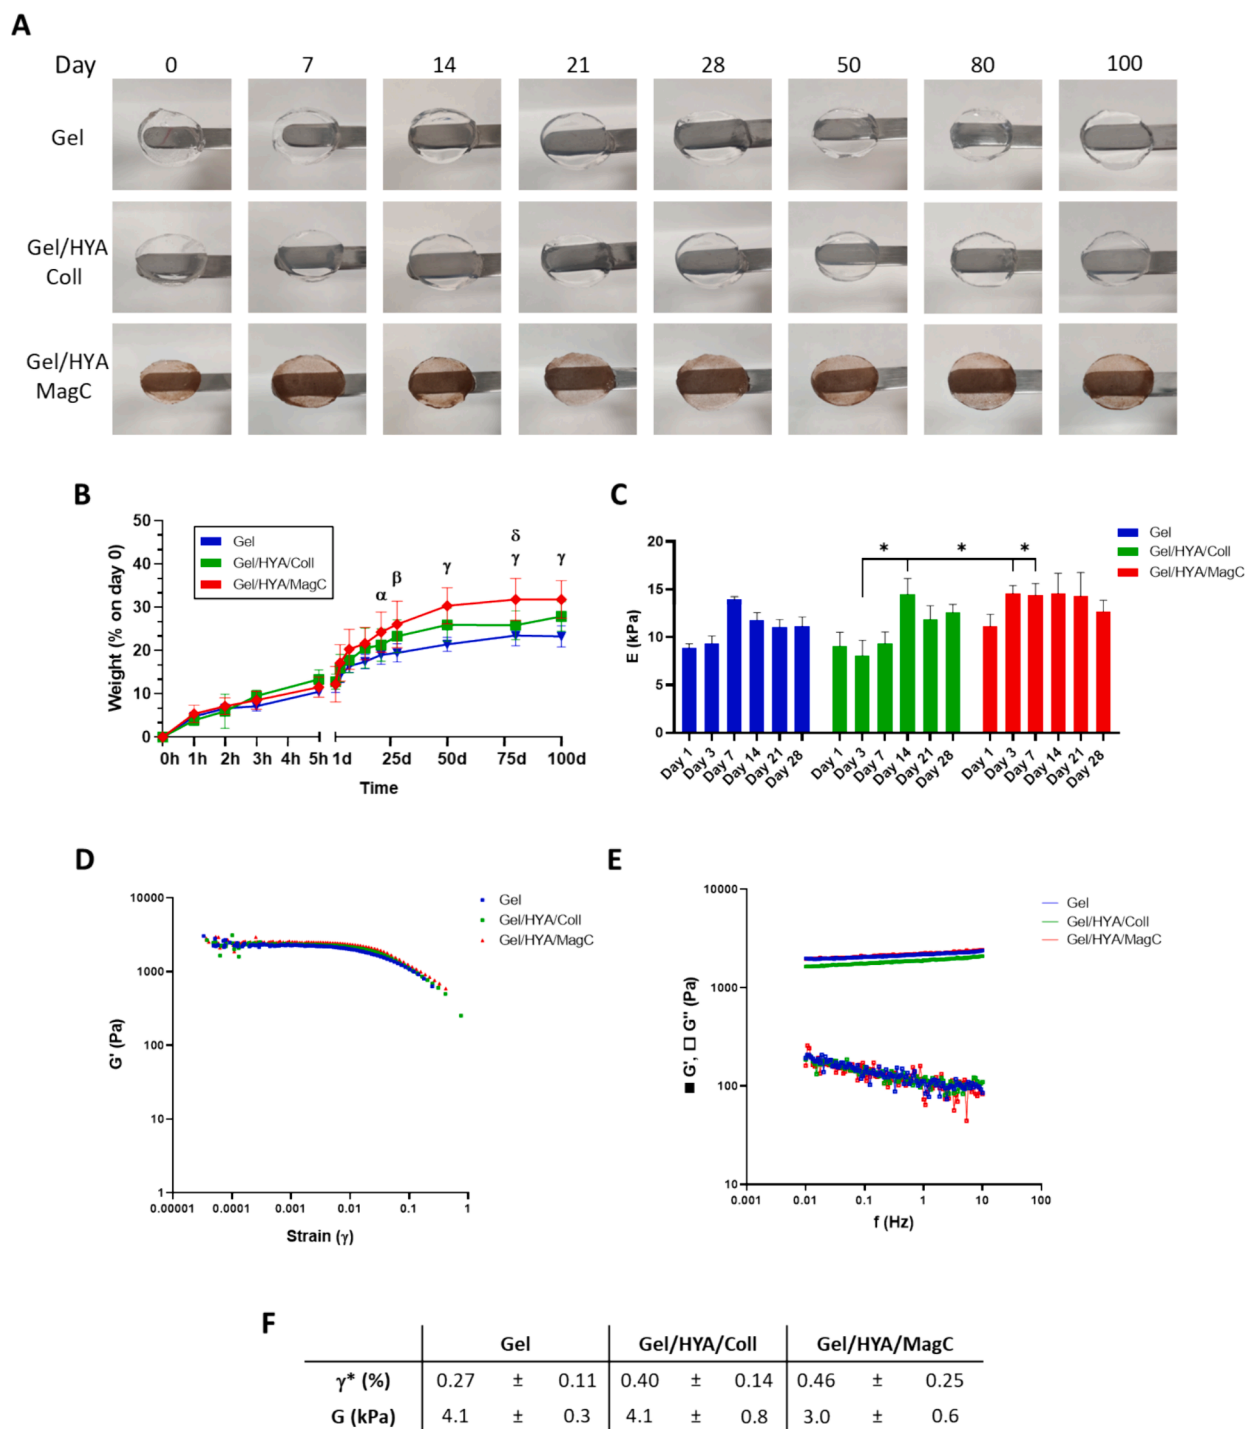 A
Day 0 7 14 21 28 50 80 100
Gel
Gel/HYA
Coll
Gel/HYA
MagC
B
Weight (% on day 0)
50
40
30
20
10
0
Gel
Gel/HYA/Coll
Gel/HYA/MagC
α
β
γ
δ
γ
γ
0h 1h 2h 3h 4h 5h 1d 25d 50d 75d 100d
Time
C
E (kPa)
20
15
10
5
0
* * *
Gel
Gel/HYA/Coll
Gel/HYA/MagC
Day 1 Day 3 Day 7 Day 14 Day 21 Day 28 Day 1 Day 3 Day 7 Day 14 Day 21 Day 28 Day 1 Day 3 Day 7 Day 14 Day 21 Day 28
D
G' (Pa)
10000
1000
100
10
1
Gel
Gel/HYA/Coll
Gel/HYA/MagC
0.00001 0.0001 0.001 0.01 0.1 1
Strain (γ)
E
■ G', □ G'' (Pa)
10000
1000
100
10
Gel
Gel/HYA/Coll
Gel/HYA/MagC
0.001 0.01 0.1 1 10 100
f (Hz)
F
Gel Gel/HYA/Coll Gel/HYA/MagC
γ* (%) 0.27 ± 0.11 0.40 ± 0.14 0.46 ± 0.25
G (kPa) 4.1 ± 0.3 4.1 ± 0.8 3.0 ± 0.6